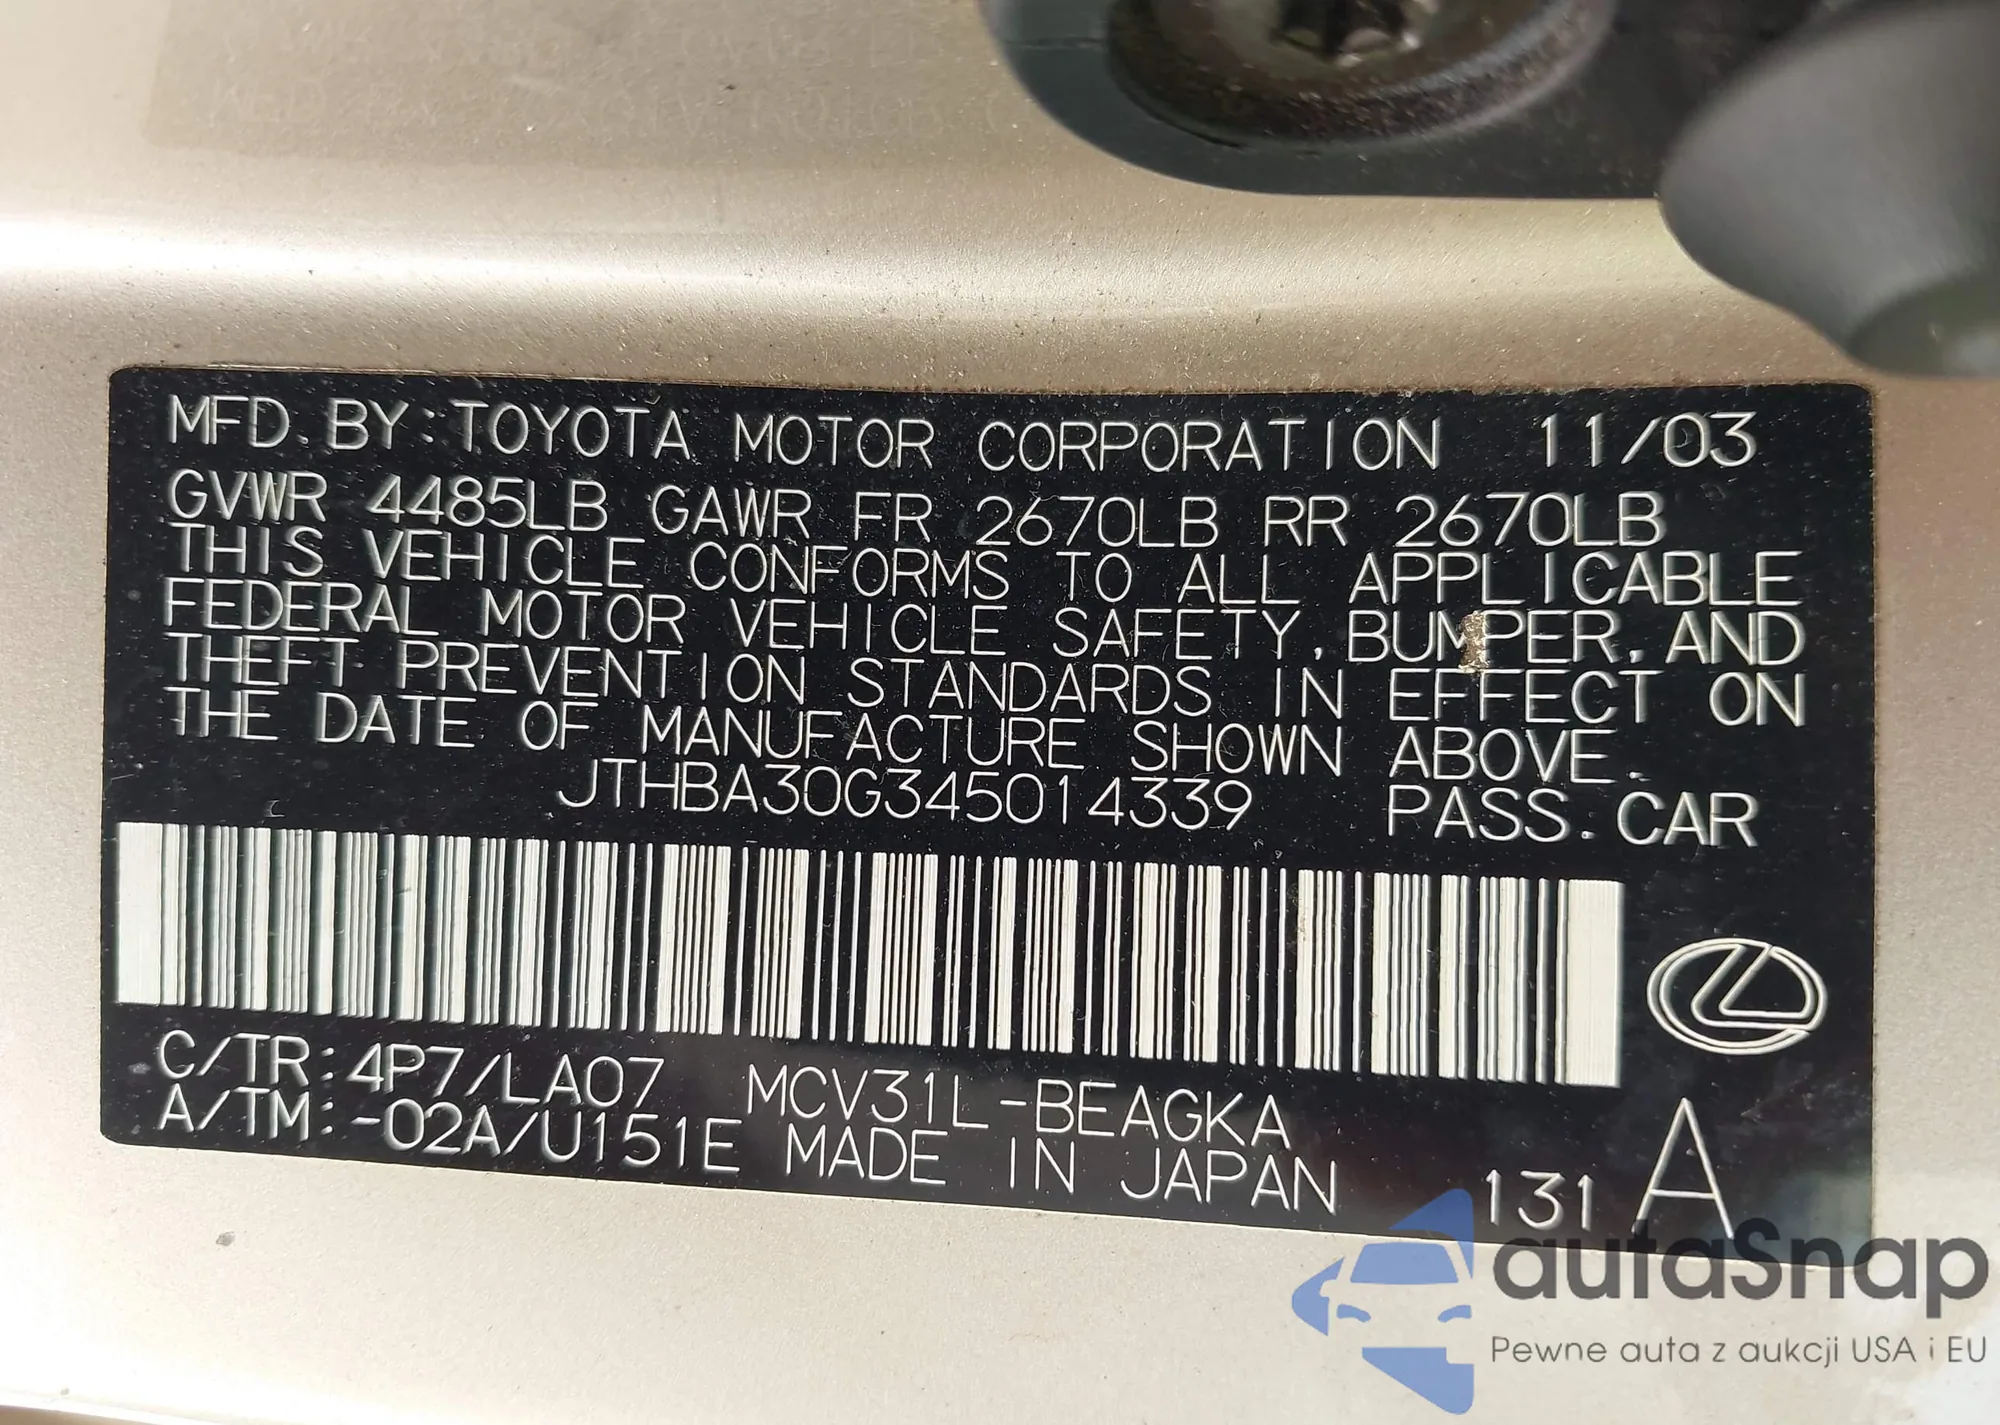 MFD. BY: TOYOTA MOTOR CORPORATION 11/03
GVWR 4485LB GAWR FR 2670LB RR 2670LB
THIS VEHICLE CONFORMS TO ALL APPLICABLE
FEDERAL MOTOR VEHICLE SAFETY, BUMPER, AND
THEFT PREVENTION STANDARDS IN EFFECT ON
THE DATE OF MANUFACTURE SHOWN ABOVE.
JTHBA30G345014339 PASS. CAR
C/TR: 4P7/LA07 MCV31L-BEAGKA
A/TM: -02A/U151E MADE IN JAPAN 131 A
autaSnap
Pewne auta z aukcji USA i EU